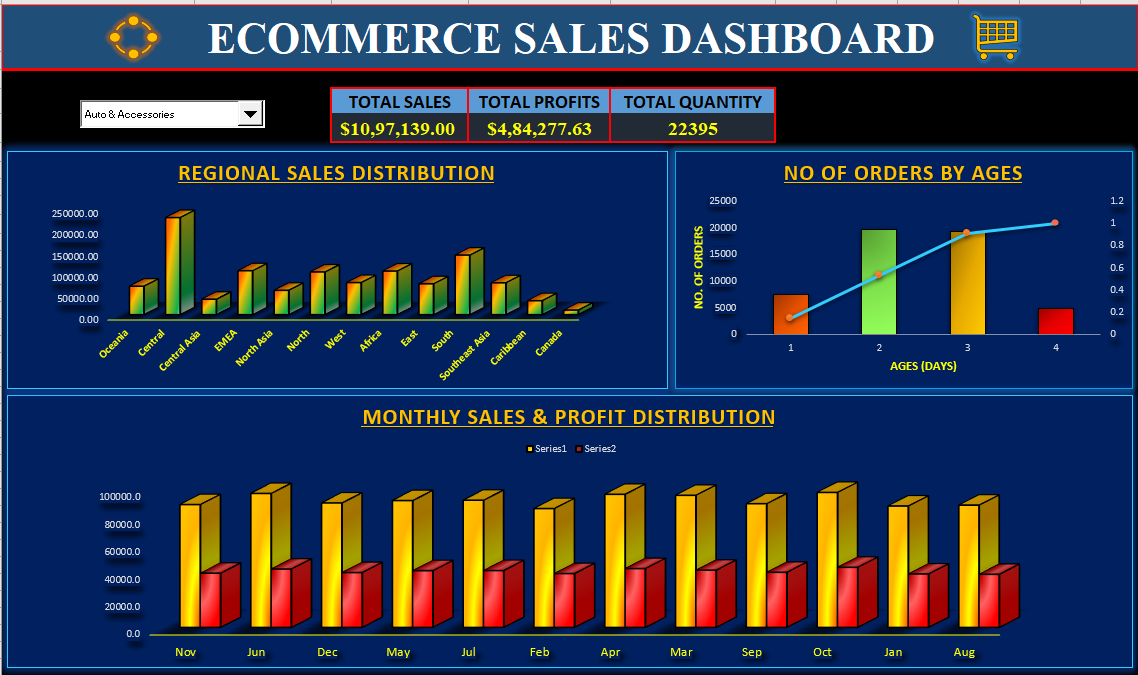 ECOMMERCE SALES DASHBOARD
Auto & Accessories
TOTAL SALES TOTAL PROFITS TOTAL QUANTITY
$10,97,139.00 $4,84,277.63 22395
REGIONAL SALES DISTRIBUTION
250000.00
200000.00
150000.00
100000.00
50000.00
0.00
Oceania Central Central Asia EMEA North Asia North West Africa East South Southeast Asia Caribbean Canada
NO OF ORDERS BY AGES
NO. OF ORDERS
25000 1.2
20000 1
15000 0.8
10000 0.6
5000 0.4
0 0.2
0
1 2 3 4
AGES (DAYS)
MONTHLY SALES & PROFIT DISTRIBUTION
Series1 Series2
100000.0
80000.0
60000.0
40000.0
20000.0
0.0
Nov Jun Dec May Jul Feb Apr Mar Sep Oct Jan Aug